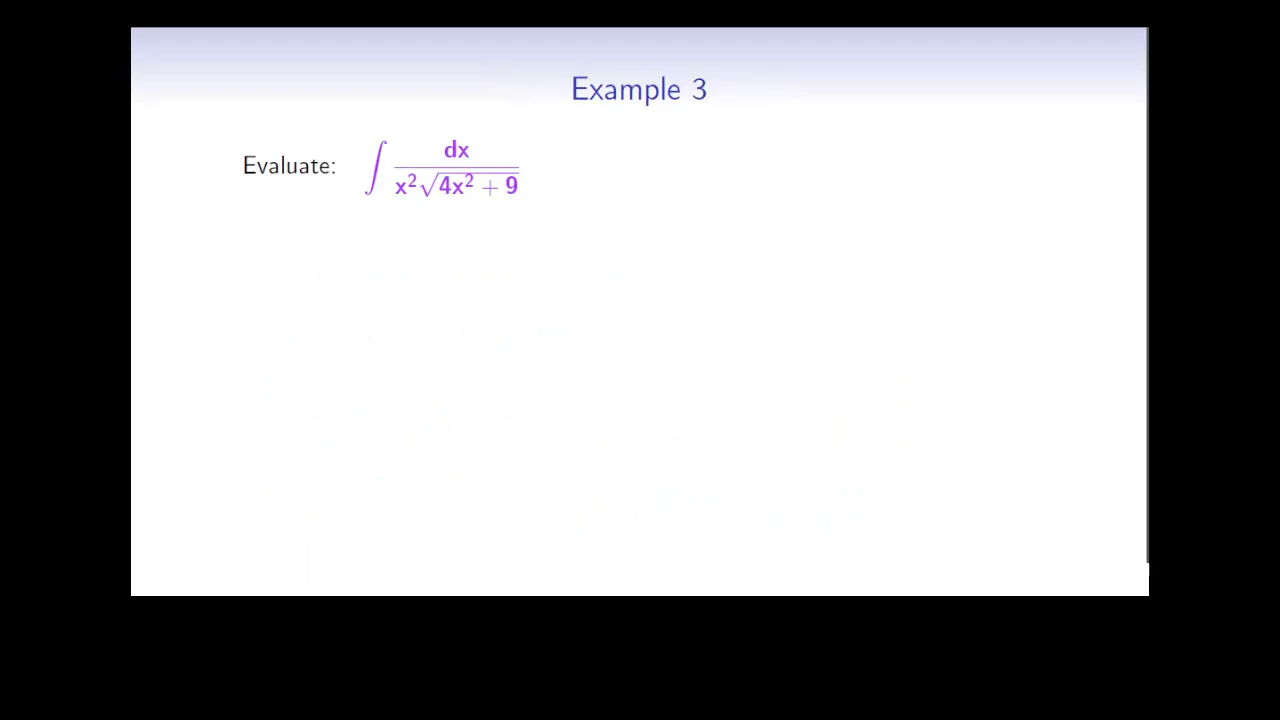 Example 3
Evaluate: ∫ dx / (x²√(4x² + 9))